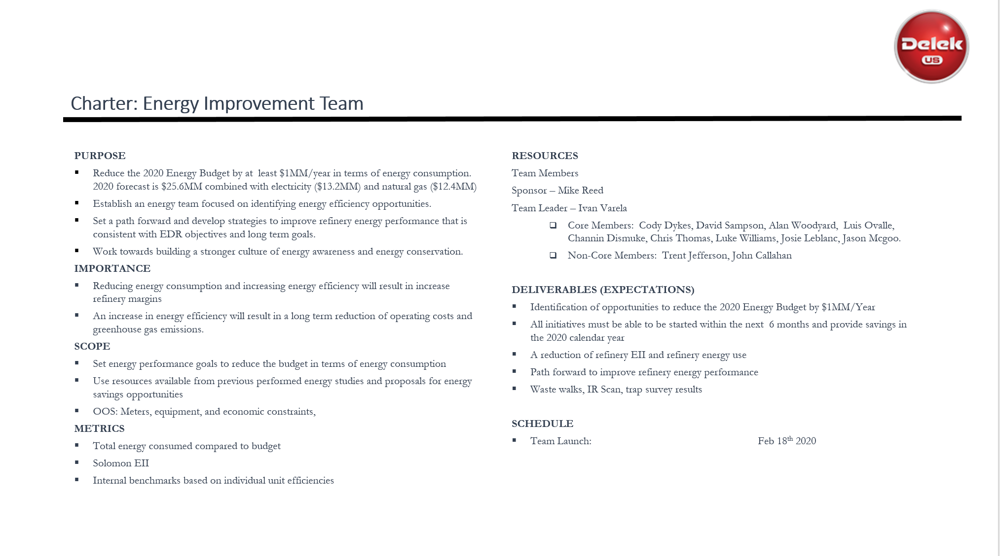 Delek
US
Charter: Energy Improvement Team
PURPOSE
▪ Reduce the 2020 Energy Budget by at  least $1MM/year in terms of energy consumption.
2020 forecast is $25.6MM combined with electricity ($13.2MM) and natural gas ($12.4MM)
▪ Establish an energy team focused on identifying energy efficiency opportunities.
▪ Set a path forward and develop strategies to improve refinery energy performance that is
consistent with EDR objectives and long term goals.
▪ Work towards building a stronger culture of energy awareness and energy conservation.
IMPORTANCE
▪ Reducing energy consumption and increasing energy efficiency will result in increase
refinery margins
▪ An increase in energy efficiency will result in a long term reduction of operating costs and
greenhouse gas emissions.
SCOPE
▪ Set energy performance goals to reduce the budget in terms of energy consumption
▪ Use resources available from previous performed energy studies and proposals for energy
savings opportunities
▪ OOS: Meters, equipment, and economic constraints,
METRICS
▪ Total energy consumed compared to budget
▪ Solomon EII
▪ Internal benchmarks based on individual unit efficiencies
RESOURCES
Team Members
Sponsor – Mike Reed
Team Leader – Ivan Varela
❑ Core Members:  Cody Dykes, David Sampson, Alan Woodyard,  Luis Ovalle,
Channin Dismuke, Chris Thomas, Luke Williams, Josie Leblanc, Jason Mcgoo.
❑ Non-Core Members:  Trent Jefferson, John Callahan
DELIVERABLES (EXPECTATIONS)
▪ Identification of opportunities to reduce the 2020 Energy Budget by $1MM/Year
▪ All initiatives must be able to be started within the next  6 months and provide savings in
the 2020 calendar year
▪ A reduction of refinery EII and refinery energy use
▪ Path forward to improve refinery energy performance
▪ Waste walks, IR Scan, trap survey results
SCHEDULE
▪ Team Launch: Feb 18th 2020